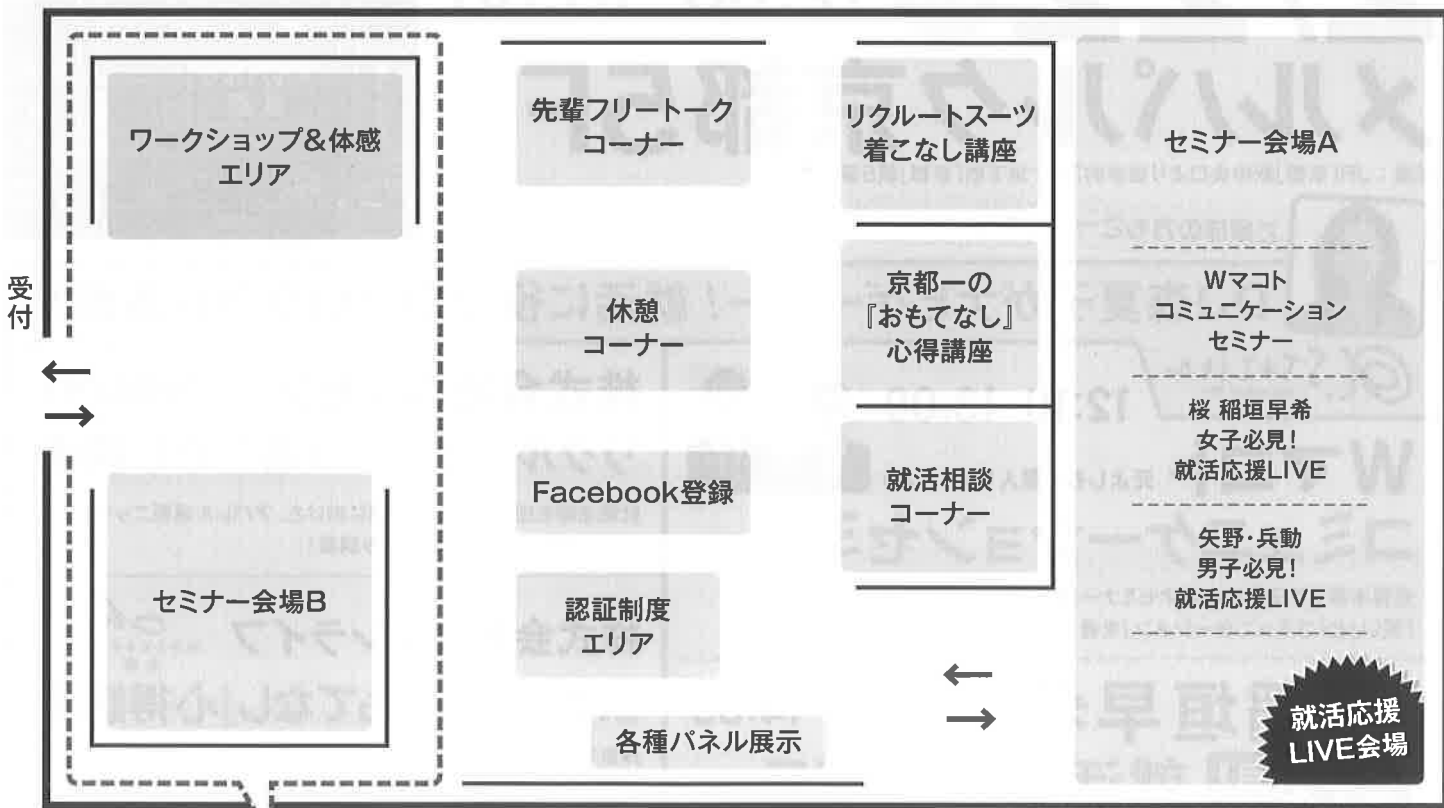 受付
ワークショップ&体感
エリア
セミナー会場B
先輩フリートーク
コーナー
休憩
コーナー
Facebook登録
認証制度
エリア
各種パネル展示
リクルートスーツ
着こなし講座
京都一の
『おもてなし』
心得講座
就活相談
コーナー
セミナー会場A
Wマコト
コミュニケーション
セミナー
桜 稲垣早希
女子必見!
就活応援LIVE
矢野・兵動
男子必見!
就活応援LIVE
就活応援
LIVE会場